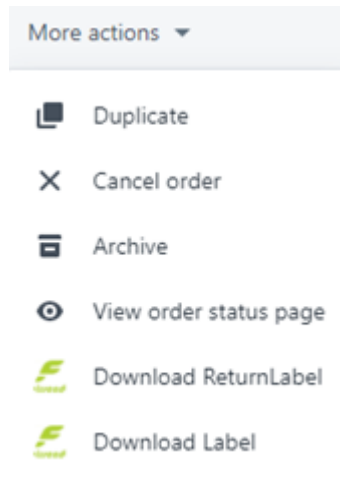 More actions
Duplicate
Cancel order
Archive
View order status page
Download ReturnLabel
Download Label